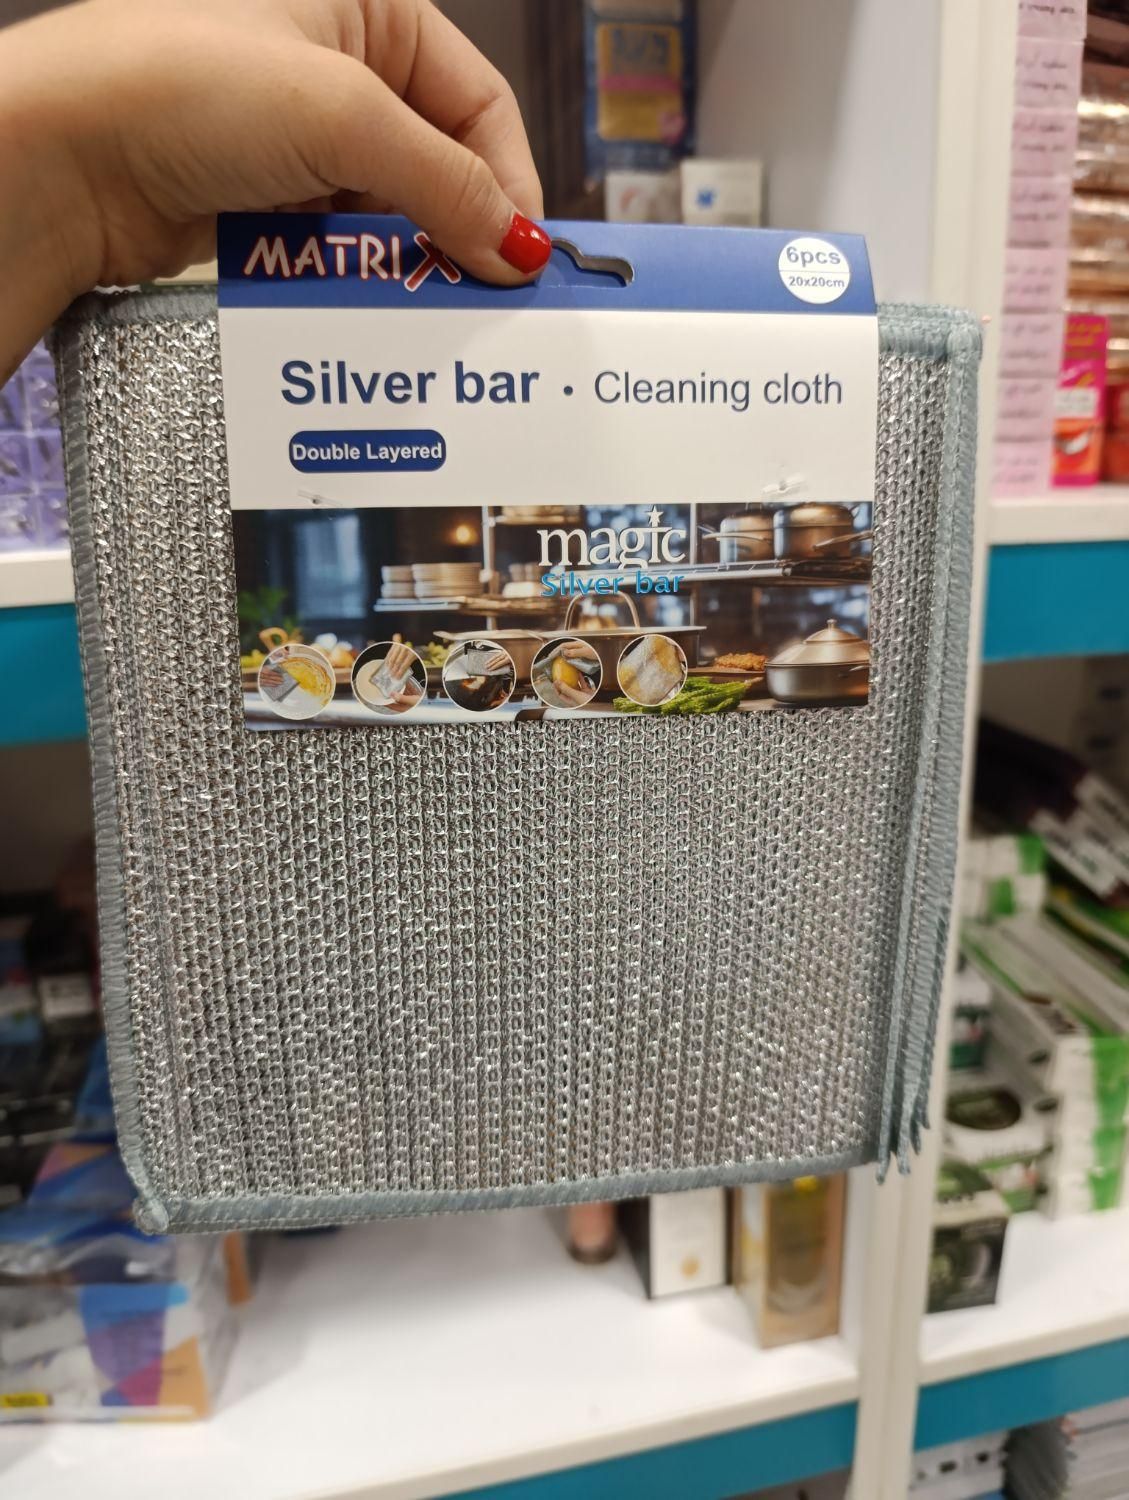 MATRIX
6pcs
20x20cm
Silver bar • Cleaning cloth
Double Layered
magic
Silver bar